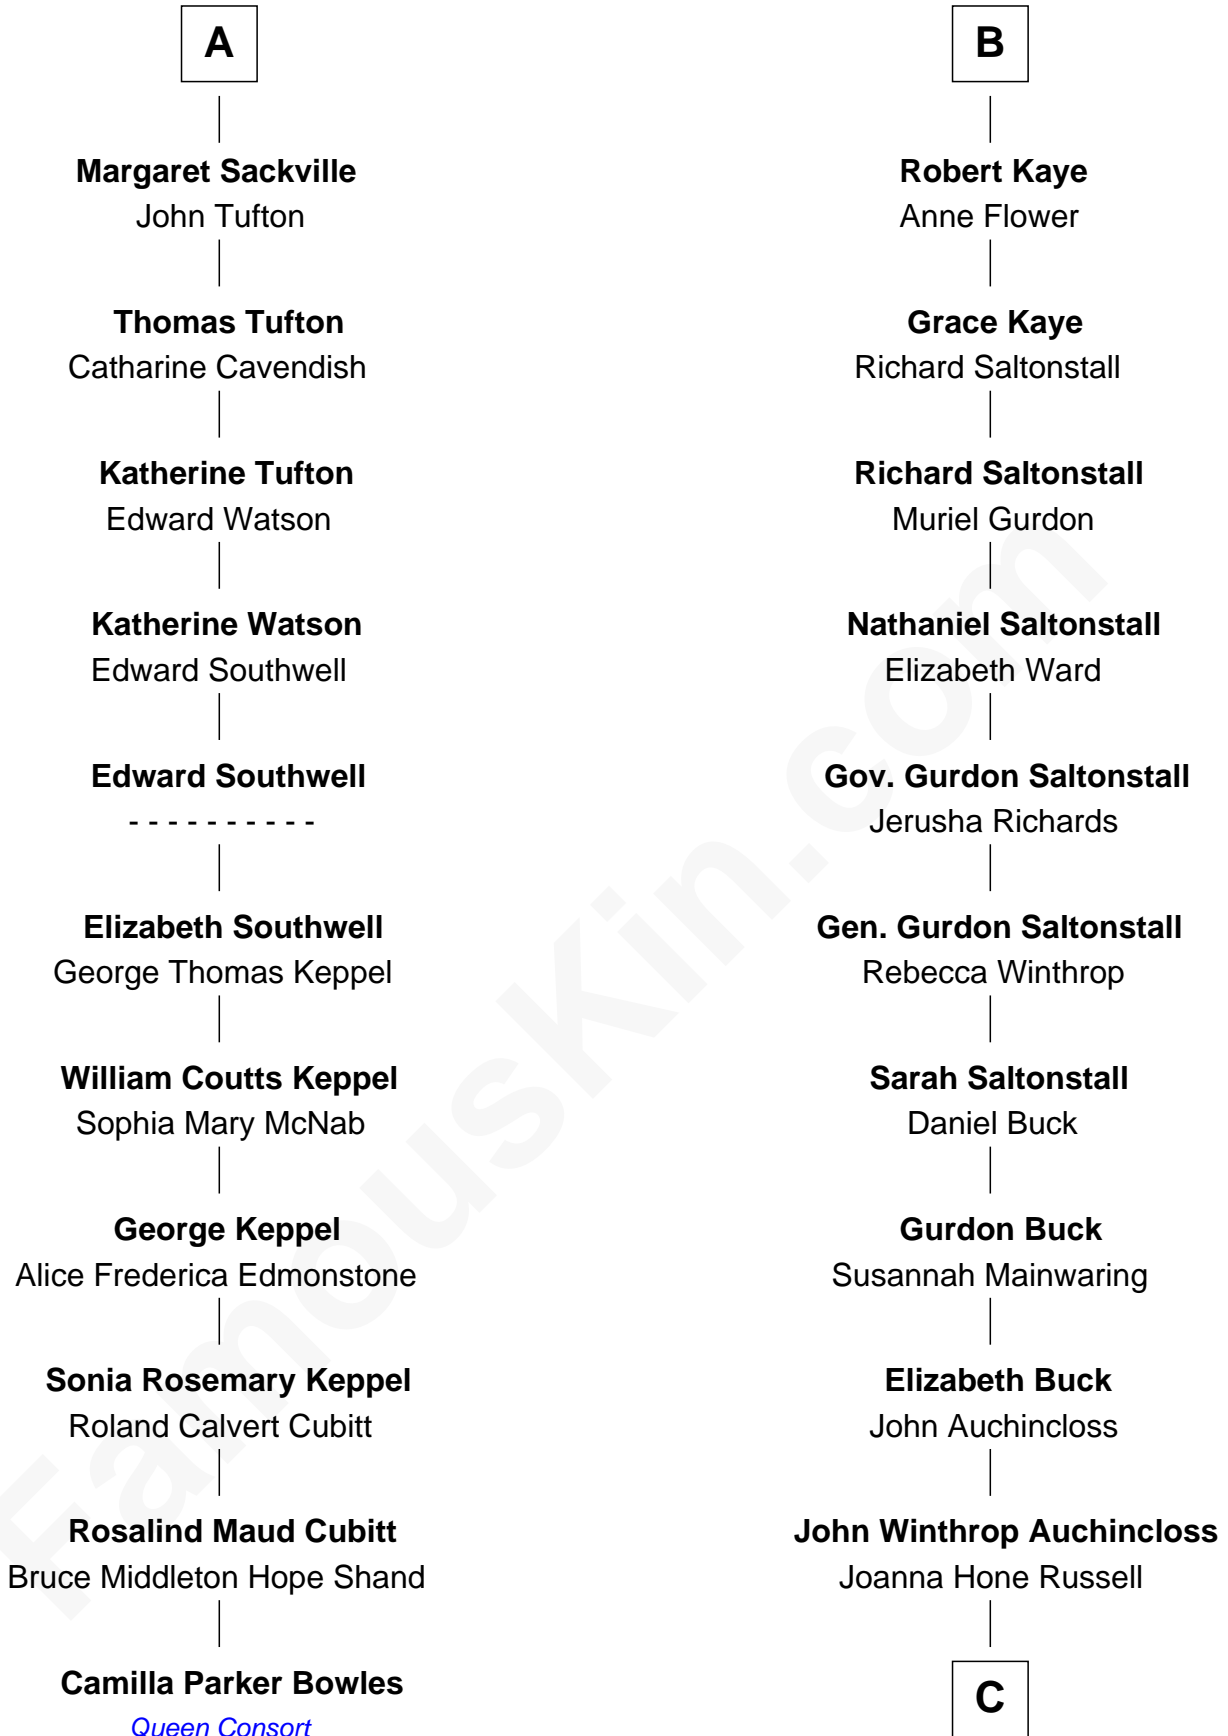 A
Margaret Sackville
John Tufton
Thomas Tufton
Catharine Cavendish
Katherine Tufton
Edward Watson
Katherine Watson
Edward Southwell
Edward Southwell
- - - - - - - - - -
Elizabeth Southwell
George Thomas Keppel
William Coutts Keppel
Sophia Mary McNab
George Keppel
Alice Frederica Edmonstone
Sonia Rosemary Keppel
Roland Calvert Cubitt
Rosalind Maud Cubitt
Bruce Middleton Hope Shand
Camilla Parker Bowles
Queen Consort
B
Robert Kaye
Anne Flower
Grace Kaye
Richard Saltonstall
Richard Saltonstall
Muriel Gurdon
Nathaniel Saltonstall
Elizabeth Ward
Gov. Gurdon Saltonstall
Jerusha Richards
Gen. Gurdon Saltonstall
Rebecca Winthrop
Sarah Saltonstall
Daniel Buck
Gurdon Buck
Susannah Mainwaring
Elizabeth Buck
John Auchincloss
John Winthrop Auchincloss
Joanna Hone Russell
C
FamousKin.com